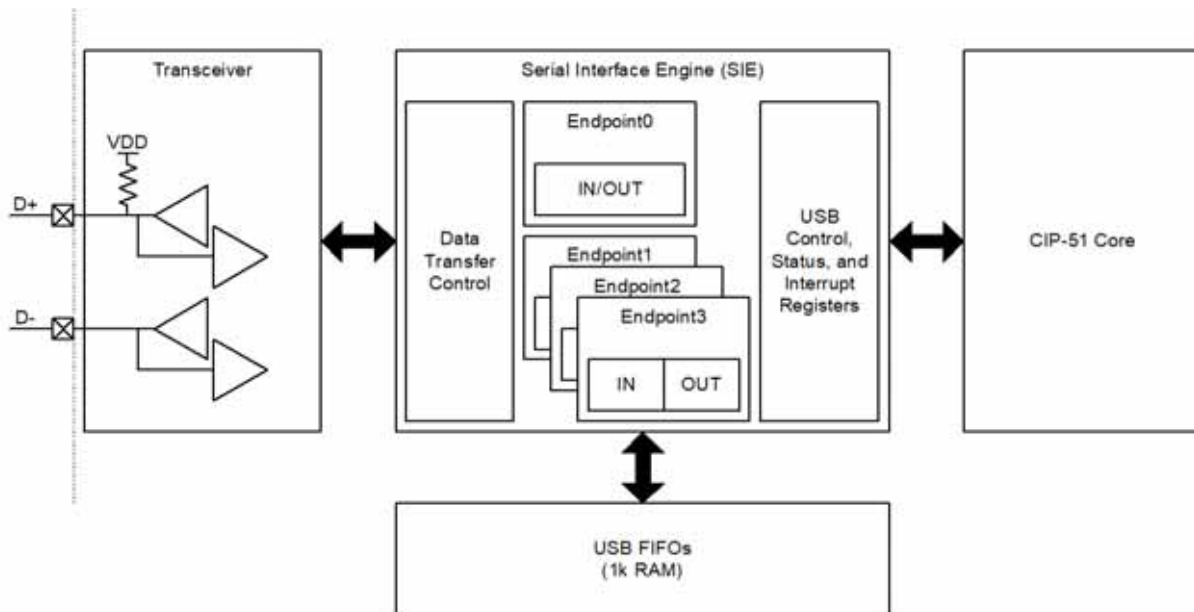 Transceiver
VDD
D+
D-
Serial Interface Engine (SIE)
Data
Transfer
Control
Endpoint0
IN/OUT
Endpoint1
Endpoint2
Endpoint3
IN
OUT
USB
Control,
Status, and
Interrupt
Registers
CIP-51 Core
USB FIFOs
(1k RAM)